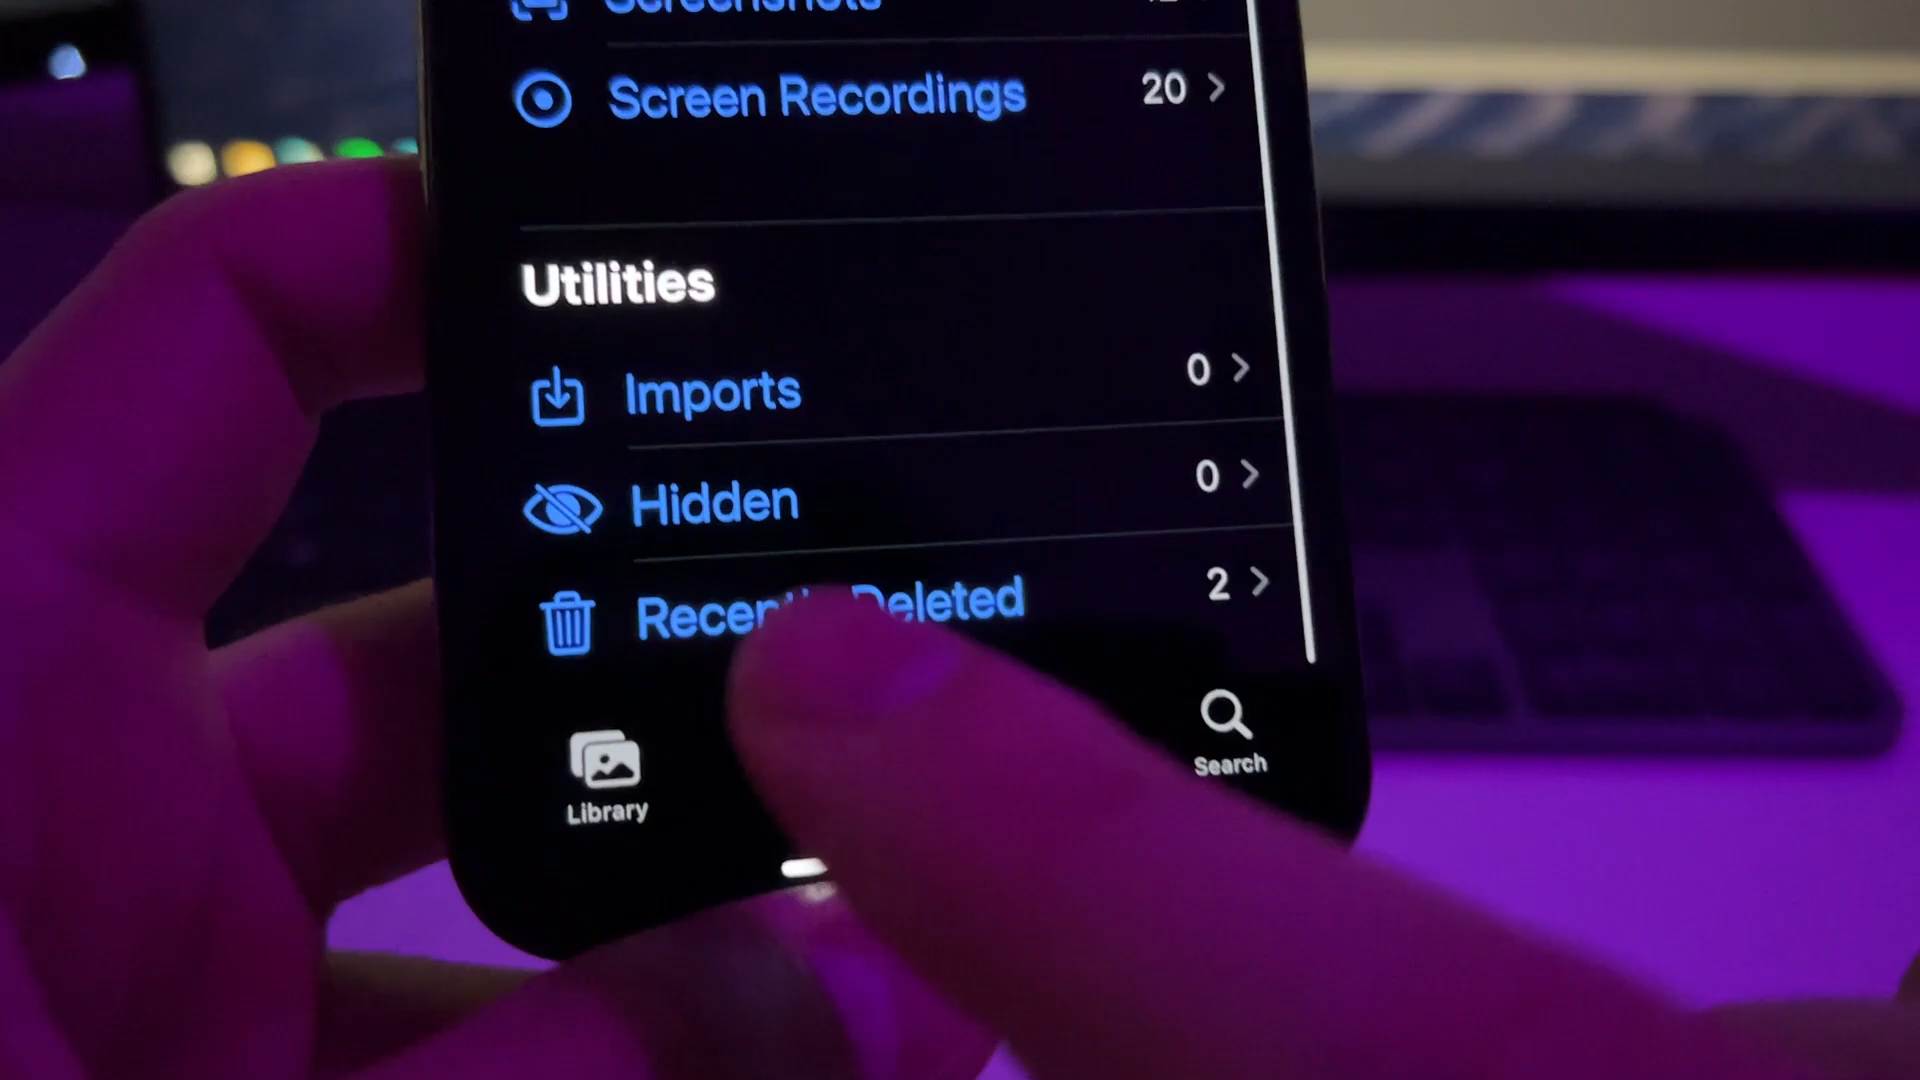 Screenshots
Screen Recordings 20
Utilities
Imports 0
Hidden 0
Recently Deleted 2
Library
Search